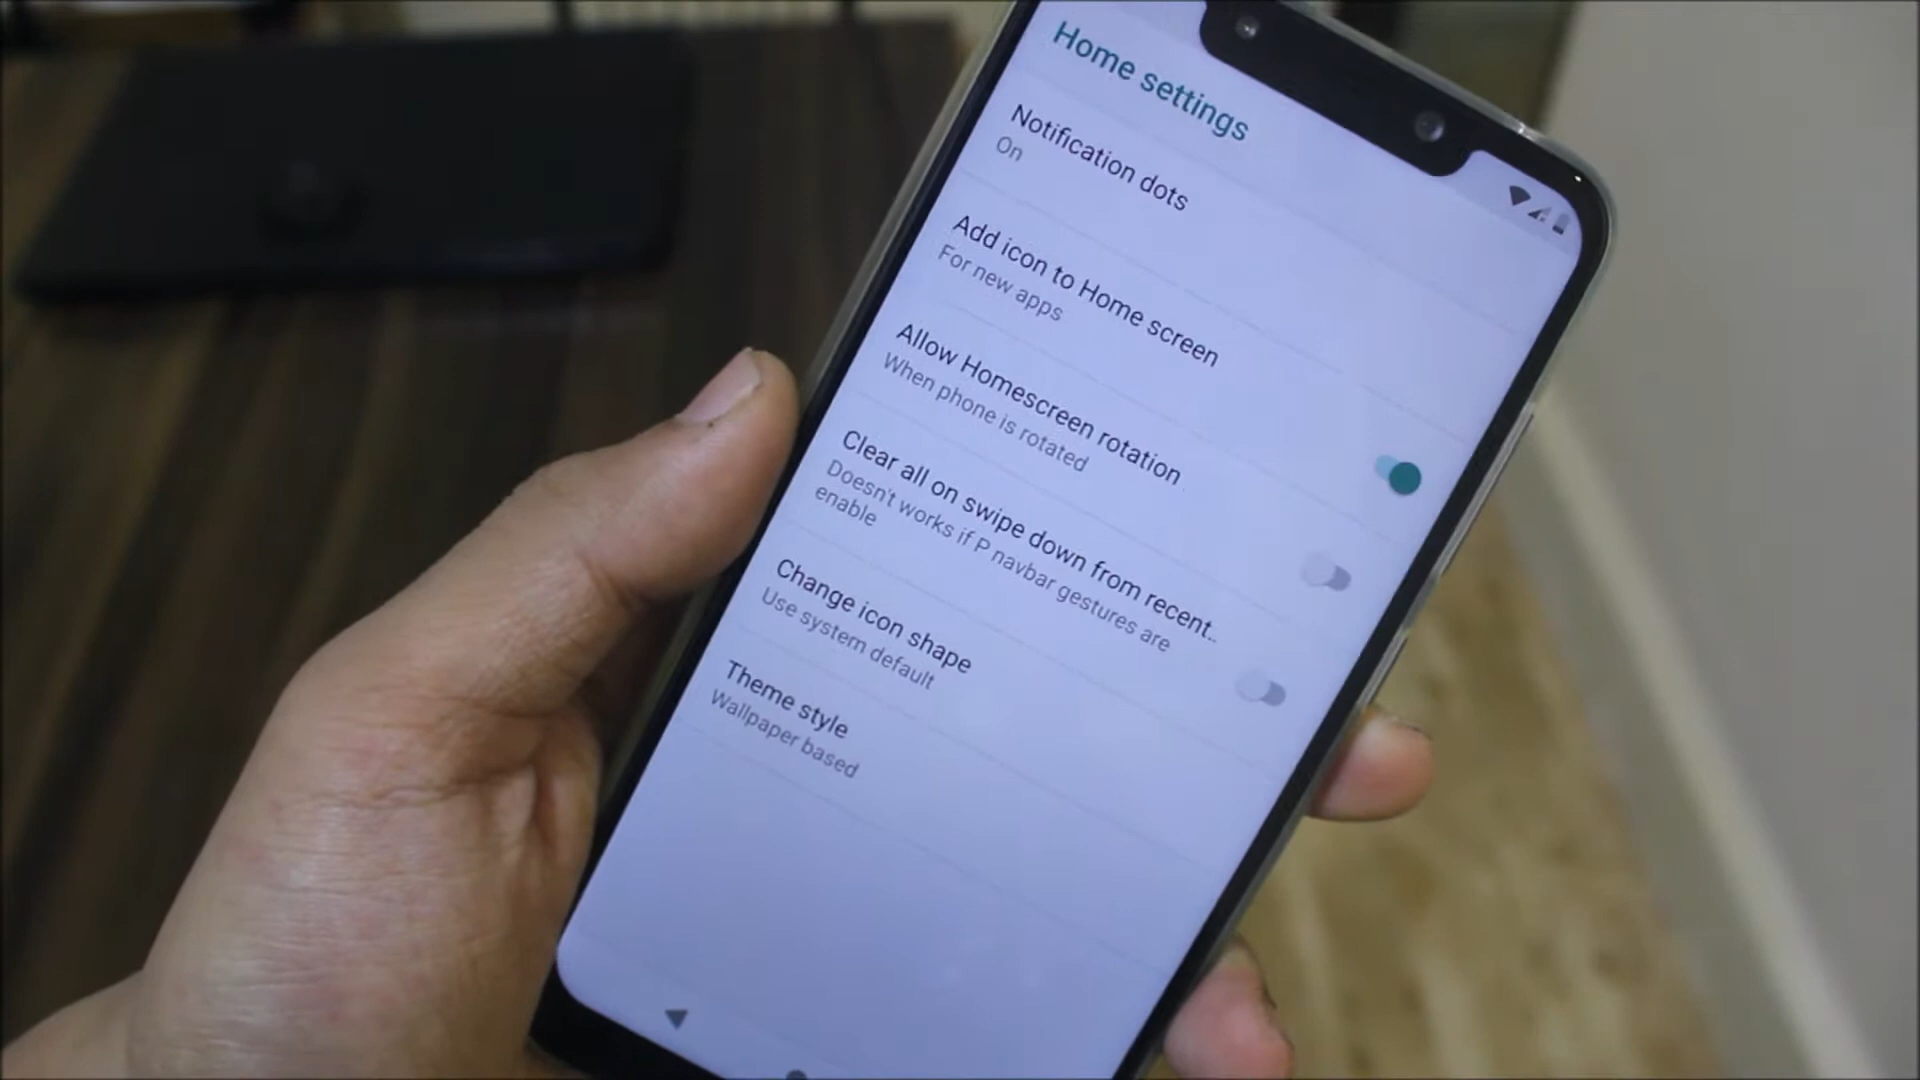 Home settings
Notification dots
On
Add icon to Home screen
For new apps
Allow Homescreen rotation
When phone is rotated
Clear all on swipe down from recent..
Doesn't works if P navbar gestures are
enable
Change icon shape
Use system default
Theme style
Wallpaper based